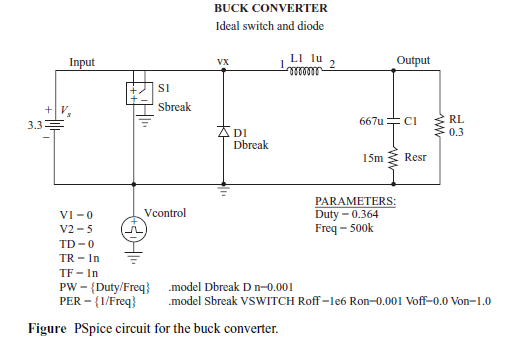 BUCK CONVERTER
Ideal switch and diode
Input
vx
1 L1 1u 2
Output
S1
Sbreak
+ Vs
3.3
–
+
+ –
D1
Dbreak
667u C1
RL
0.3
15m Resr
PARAMETERS:
Duty – 0.364
Freq – 500k
V1 – 0
V2 – 5
TD – 0
TR – 1n
TF – 1n
PW – {Duty/Freq}
PER – {1/Freq}
Vcontrol
+
–
.model Dbreak D n–0.001
.model Sbreak VSWITCH Roff –1e6 Ron–0.001 Voff–0.0 Von–1.0
Figure PSpice circuit for the buck converter.